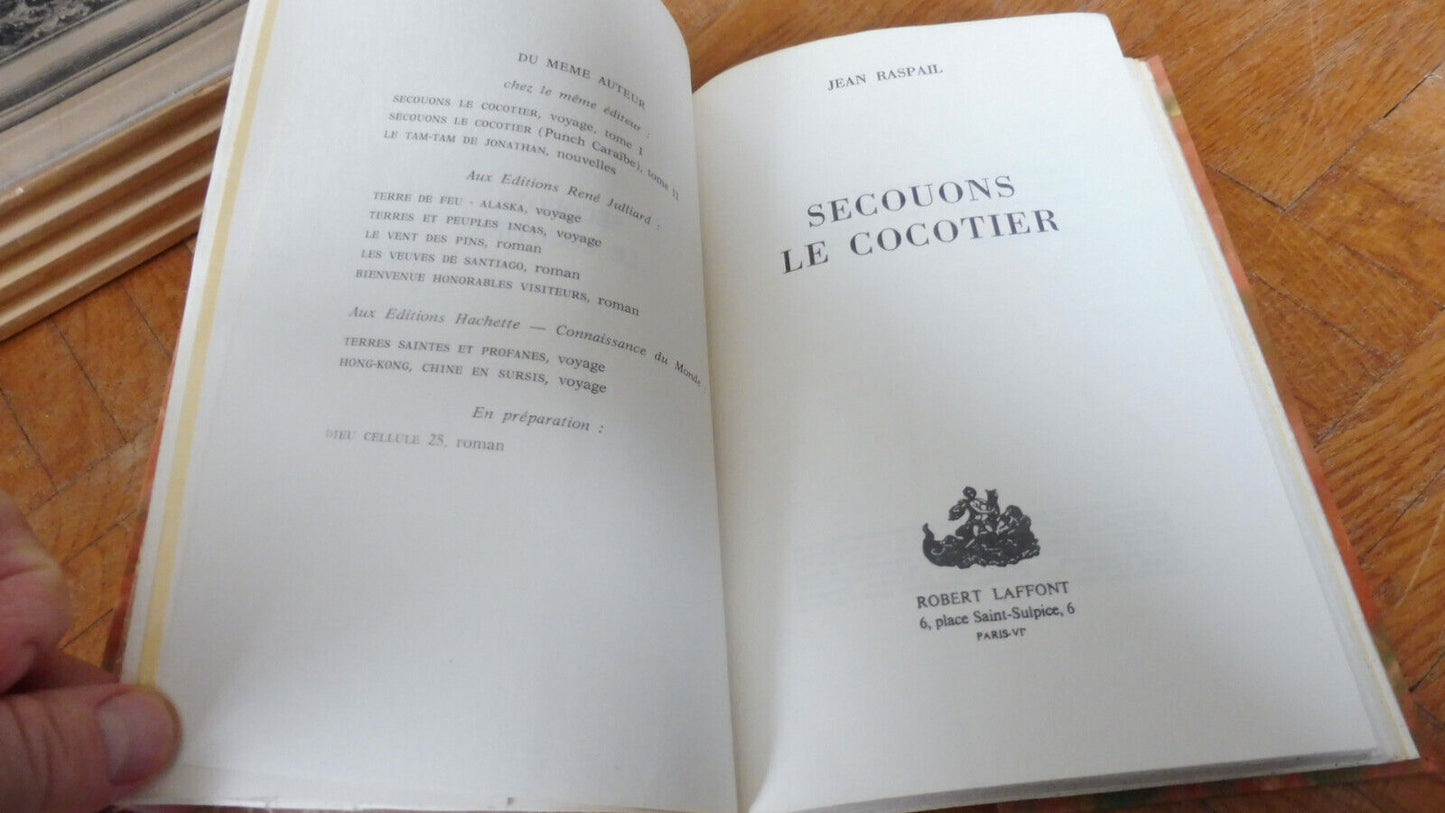 DU MEME AUTEUR
chez le même éditeur :
SECOUONS LE COCOTIER, voyage, tome I
SECOUONS LE COCOTIER (Punch Caraïbe), tome II
LE TAM-TAM DE JONATHAN, nouvelles
Aux Editions René Julliard :
TERRE DE FEU - ALASKA, voyage
TERRES ET PEUPLES INCAS, voyage
LE VENT DES PINS, roman
LES VEUVES DE SANTIAGO, roman
BIENVENUE HONORABLES VISITEURS, roman
Aux Editions Hachette — Connaissance du Monde :
TERRES SAINTES ET PROFANES, voyage
HONG-KONG, CHINE EN SURSIS, voyage
En préparation :
DIEU CELLULE 25, roman
JEAN RASPAIL
SECOUONS
LE COCOTIER
ROBERT LAFFONT
6, place Saint-Sulpice, 6
PARIS-VIᵉ